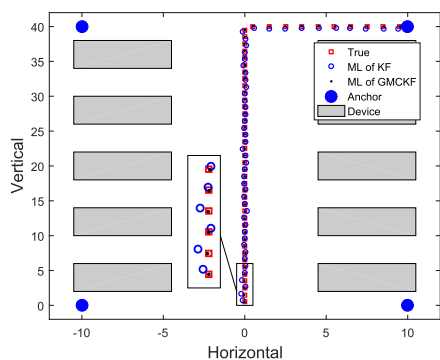 40
35
30
25
20
15
10
5
0
Vertical
True
ML of KF
ML of GMCKF
Anchor
Device
-10
-5
0
5
10
Horizontal